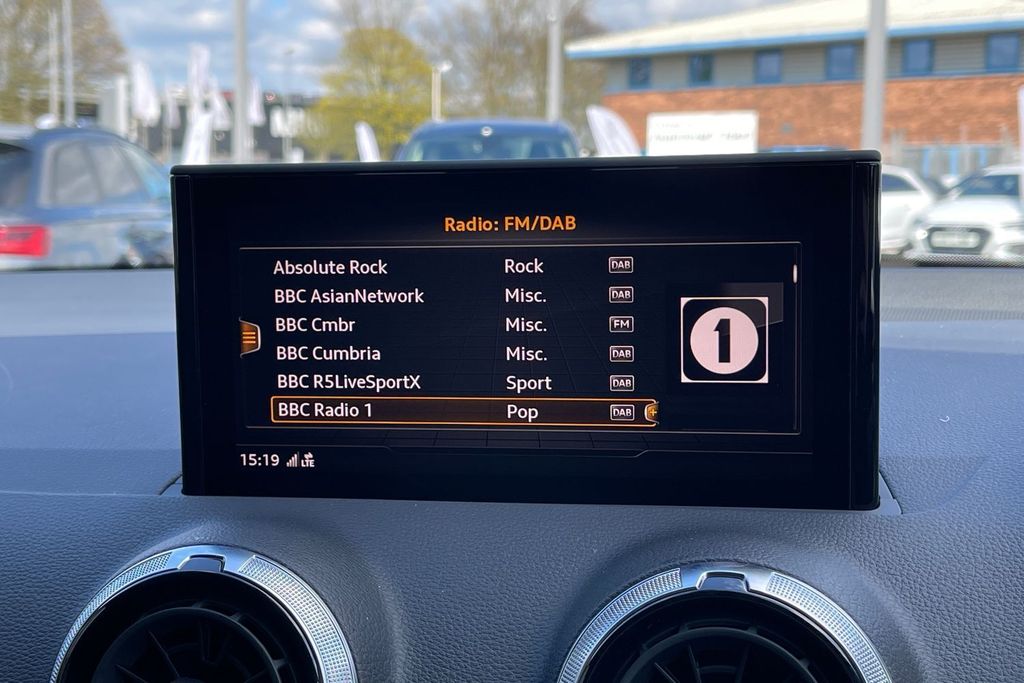 Radio: FM/DAB
Absolute Rock Rock DAB
BBC AsianNetwork Misc. DAB
BBC Cmbr Misc. FM
BBC Cumbria Misc. DAB
BBC R5LiveSportX Sport DAB
BBC Radio 1 Pop DAB +
1
15:19 LTE